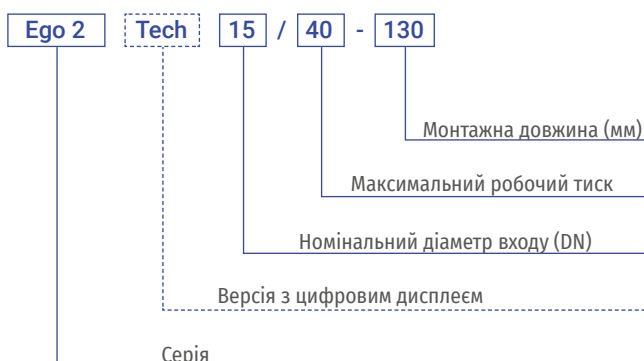 Ego 2 Tech 15 / 40 - 130
Монтажна довжина (мм)
Максимальний робочий тиск
Номінальний діаметр входу (DN)
Версія з цифровим дисплеєм
Серія